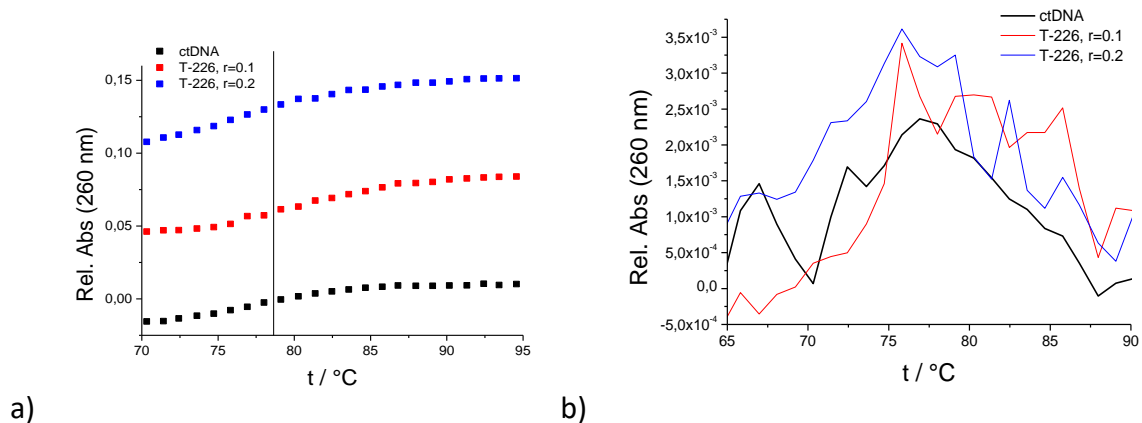 ctDNA
T-226, r=0.1
T-226, r=0.2
0,15
0,10
0,05
0,00
Rel. Abs (260 nm)
70 75 80 85 90 95
t / °C
a)
ctDNA
T-226, r=0.1
T-226, r=0.2
3,5x10-3
3,0x10-3
2,5x10-3
2,0x10-3
1,5x10-3
1,0x10-3
5,0x10-4
0,0
-5,0x10-4
Rel. Abs (260 nm)
65 70 75 80 85 90
t / °C
b)